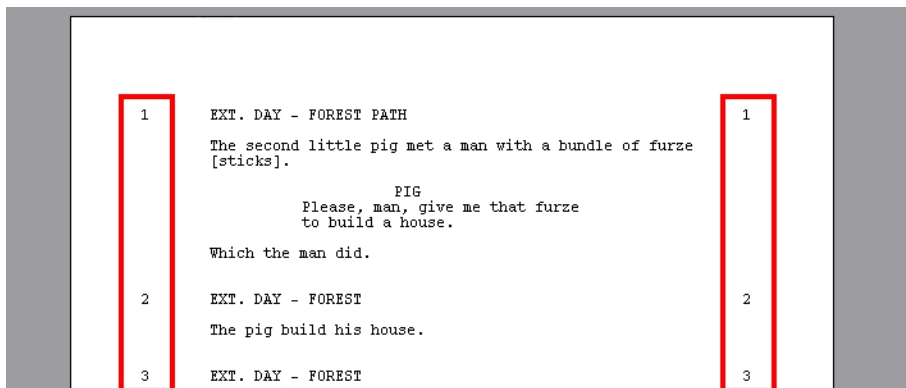 1 EXT. DAY - FOREST PATH 1
The second little pig met a man with a bundle of furze
[sticks].
PIG
Please, man, give me that furze
to build a house.
Which the man did.
2 EXT. DAY - FOREST 2
The pig build his house.
3 EXT. DAY - FOREST 3